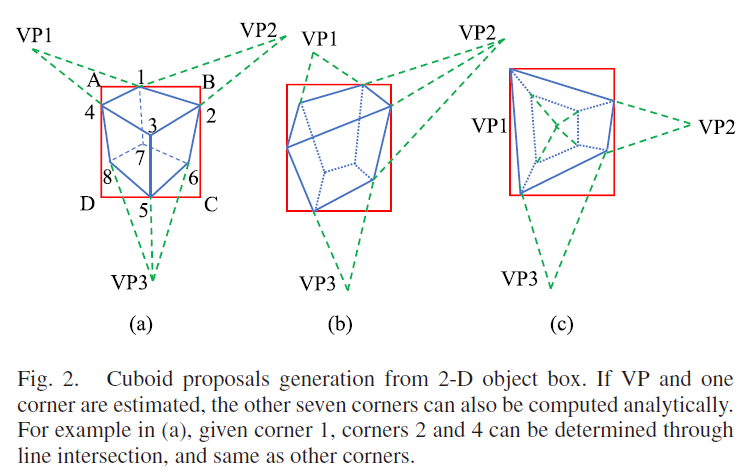 VP1
VP2
A
1
B
4
2
3
7
8
6
D
5
C
VP3
(a)
VP1
VP2
VP3
(b)
VP1
VP2
VP3
(c)
Fig. 2. Cuboid proposals generation from 2-D object box. If VP and one
corner are estimated, the other seven corners can also be computed analytically.
For example in (a), given corner 1, corners 2 and 4 can be determined through
line intersection, and same as other corners.